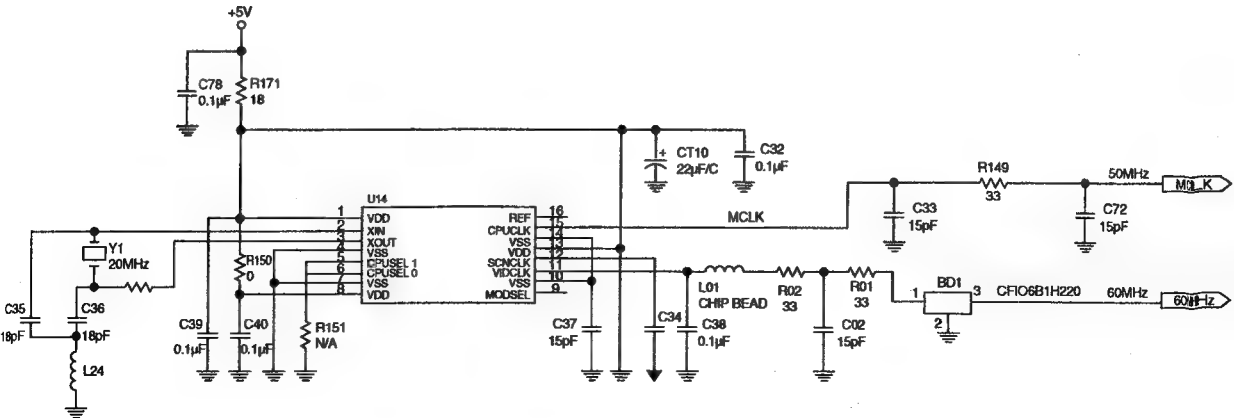 +5V
C78
0.1µF
R171
18
CT10
22µF/C
C32
0.1µF
R149
33
50MHz
C33
15pF
C72
15pF
MCLK
U14
1 VDD
2 XIN
3 XOUT
4 VSS
5 CPUSEL 1
6 CPUSEL 0
7 VSS
8 VDD
REF 16
CPUCLK 15
VSS 14
VDD 13
SCNCLK 12
VIDCLK 11
VSS 10
MODSEL 9
Y1
20MHz
R150
0
C35
18pF
C36
18pF
L24
C39
0.1µF
C40
0.1µF
R151
N/A
C37
15pF
C34
C38
0.1µF
L01
CHIP BEAD
R02
33
R01
33
C02
15pF
BD1
1
3
2
CFIO6B1H220
60MHz
60MHz